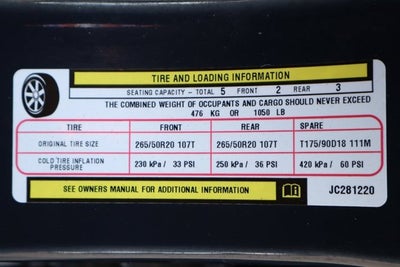 TIRE AND LOADING INFORMATION
SEATING CAPACITY - TOTAL 5 FRONT 2 REAR 3
THE COMBINED WEIGHT OF OCCUPANTS AND CARGO SHOULD NEVER EXCEED
476 KG OR 1050 LB
TIRE FRONT REAR SPARE
ORIGINAL TIRE SIZE 265/50R20 107T 265/50R20 107T T175/90D18 111M
COLD TIRE INFLATION PRESSURE 230 kPa / 33 PSI 250 kPa / 36 PSI 420 kPa / 60 PSI
SEE OWNERS MANUAL FOR ADDITIONAL INFORMATION JC281220